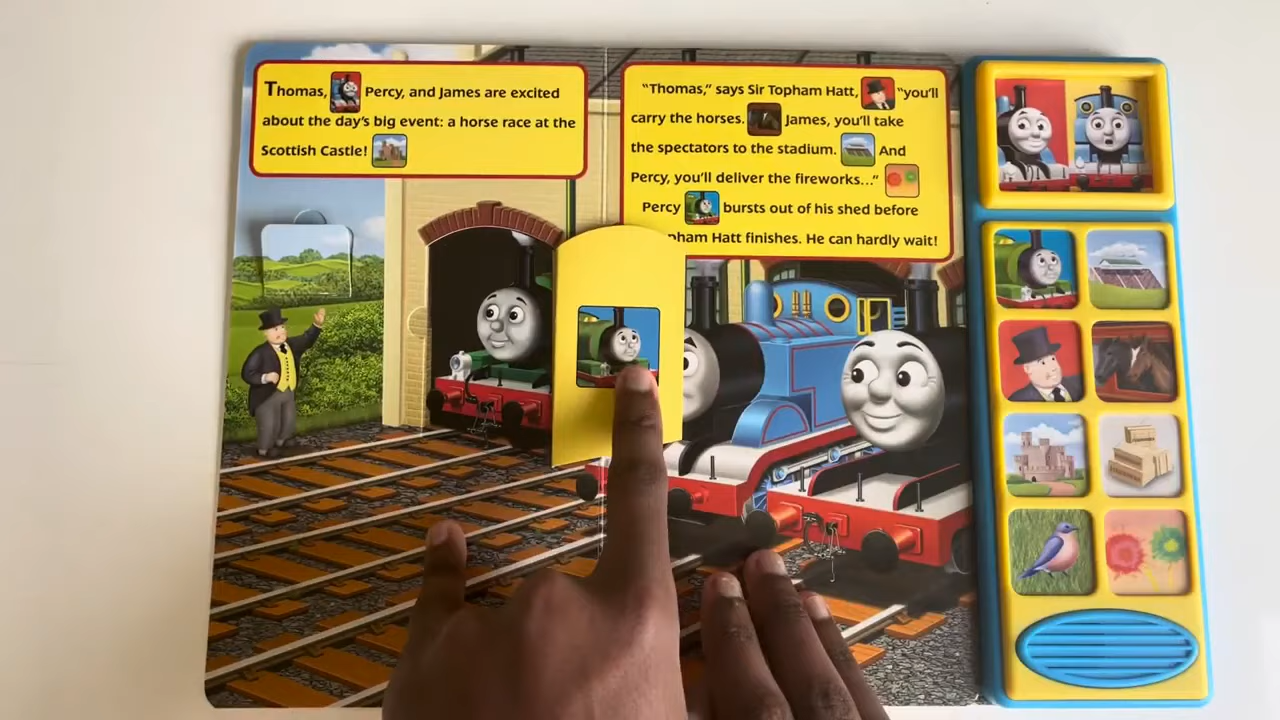 Thomas, Percy, and James are excited
about the day's big event: a horse race at the
Scottish Castle!
"Thomas," says Sir Topham Hatt, "you'll
carry the horses. James, you'll take
the spectators to the stadium. And
Percy, you'll deliver the fireworks..."
Percy bursts out of his shed before
pham Hatt finishes. He can hardly wait!